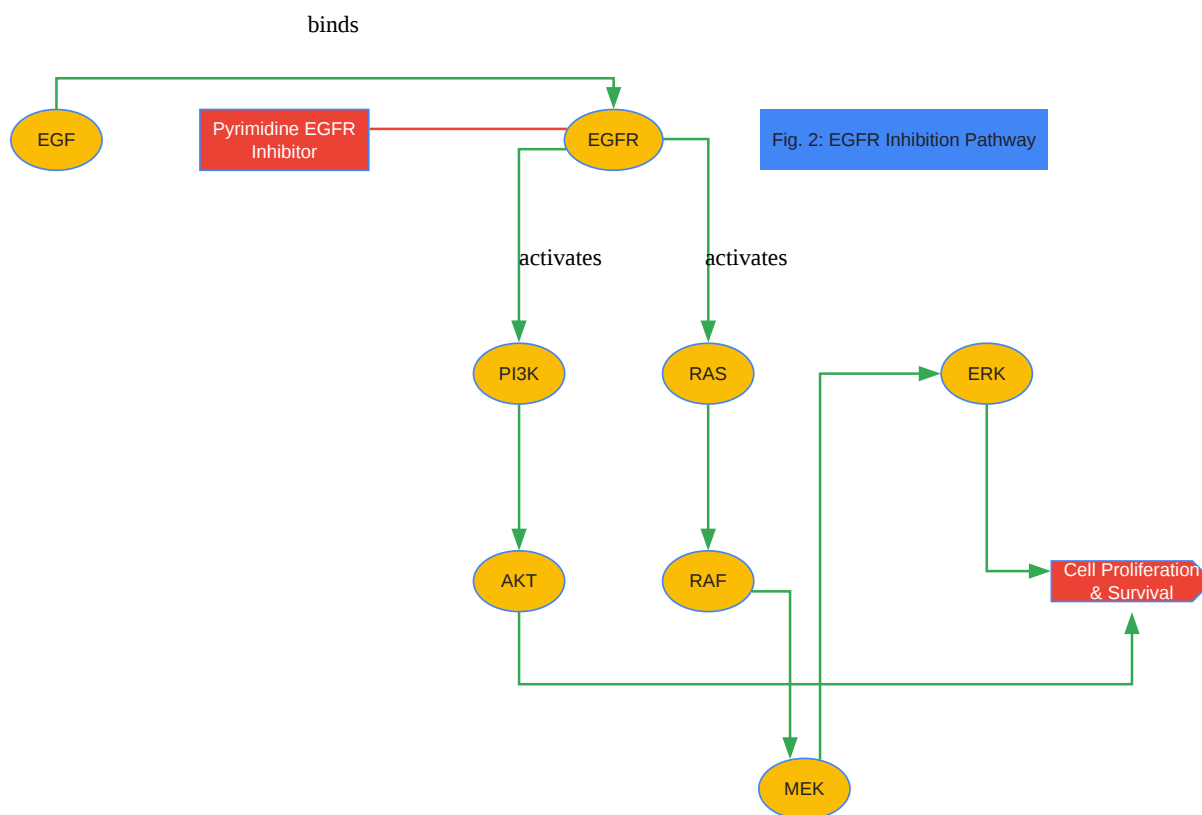 binds
EGF
Pyrimidine EGFR
Inhibitor
EGFR
Fig. 2: EGFR Inhibition Pathway
activates
activates
PI3K
RAS
ERK
AKT
RAF
Cell Proliferation
& Survival
MEK